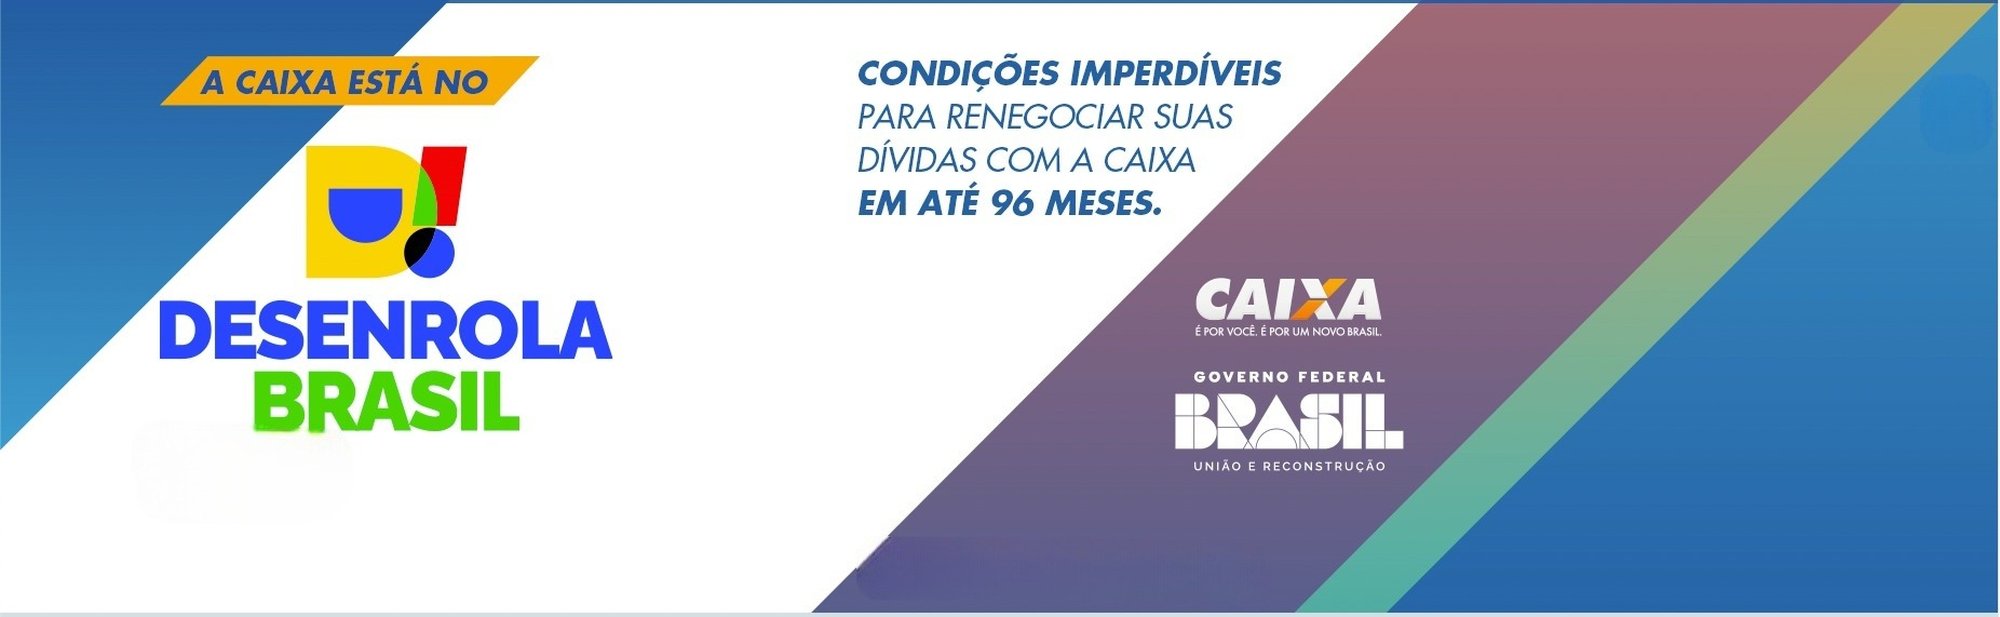 A CAIXA ESTÁ NO
D!
DESENROLA
BRASIL
CONDIÇÕES IMPERDÍVEIS
PARA RENEGOCIAR SUAS
DÍVIDAS COM A CAIXA
EM ATÉ 96 MESES.
CAIXA
É POR VOCÊ. É POR UM NOVO BRASIL.
GOVERNO FEDERAL
BRASIL
UNIÃO E RECONSTRUÇÃO